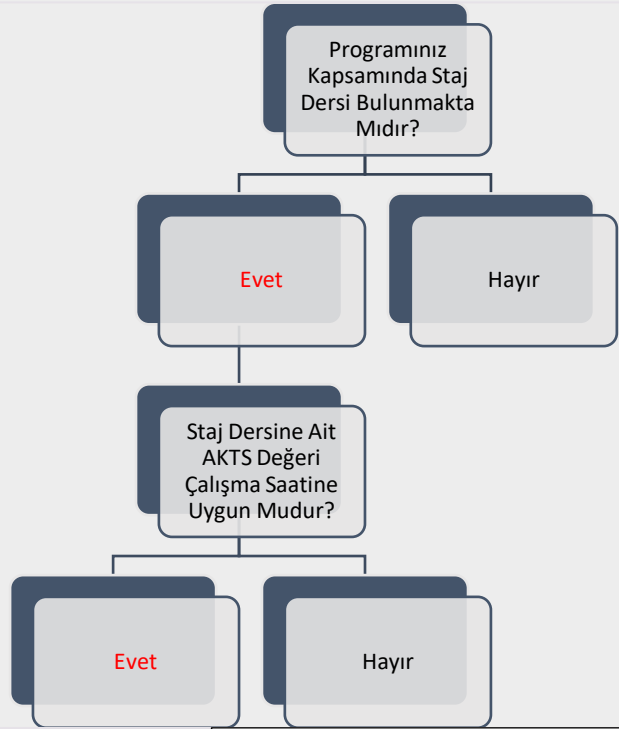 Programınız
Kapsamında Staj
Dersi Bulunmakta
Mıdır?
Evet
Hayır
Staj Dersine Ait
AKTS Değeri
Çalışma Saatine
Uygun Mudur?
Evet
Hayır